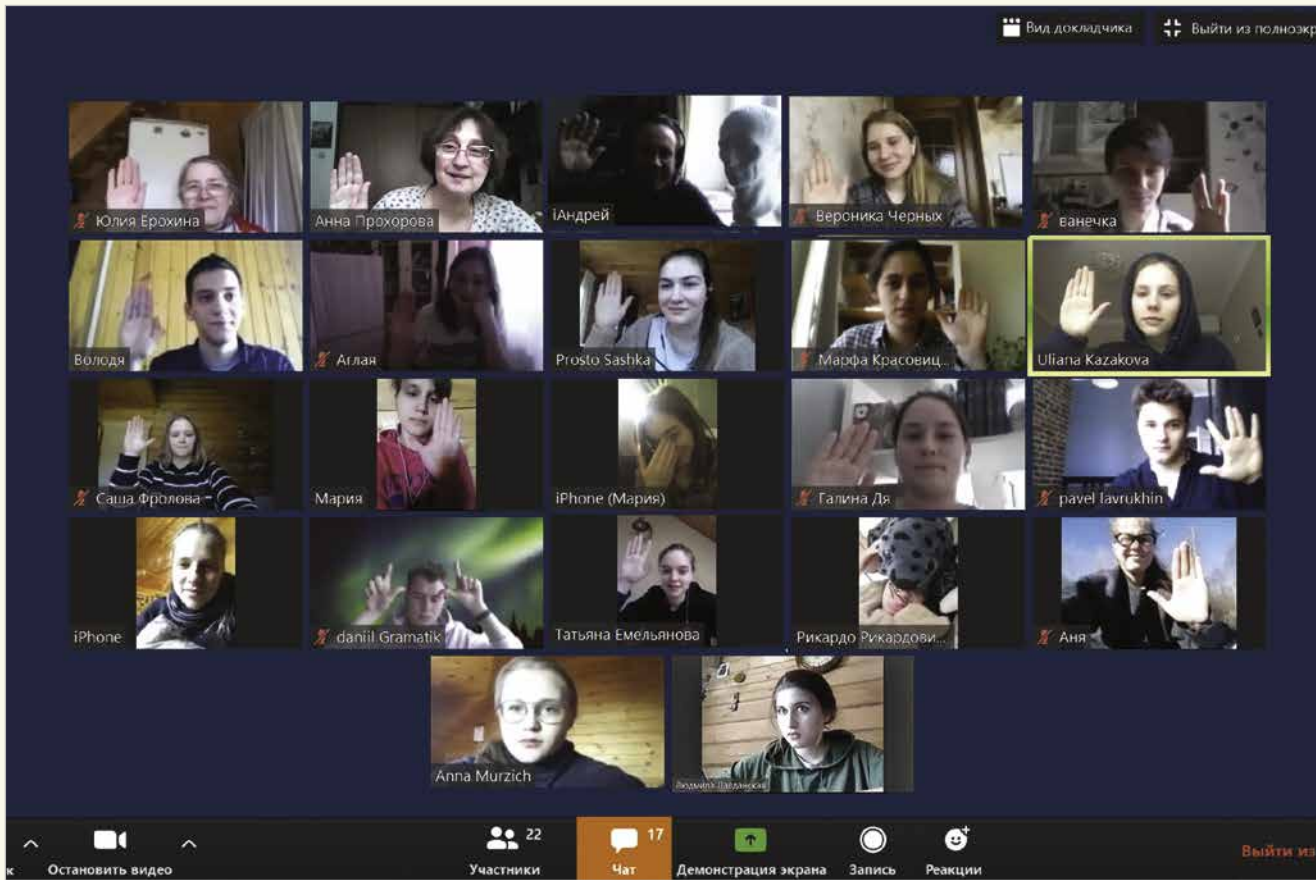 Вид докладчика
Выйти из полноэкр
Юлия Ерохина
Анна Прохорова
iАндрей
Вероника Черных
ванечка
Володя
Аглая
Prosto Sashka
Марфа Красовиц...
Uliana Kazakova
Саша Фролова
Мария
iPhone (Мария)
Галина Дя
pavel lavrukhin
iPhone
daniil Gramatik
Татьяна Емельянова
Рикардо Рикардови...
Аня
Anna Murzich
Людмила
к
Остановить видео
22
Участники
17
Чат
Демонстрация экрана
Запись
Реакции
Выйти из